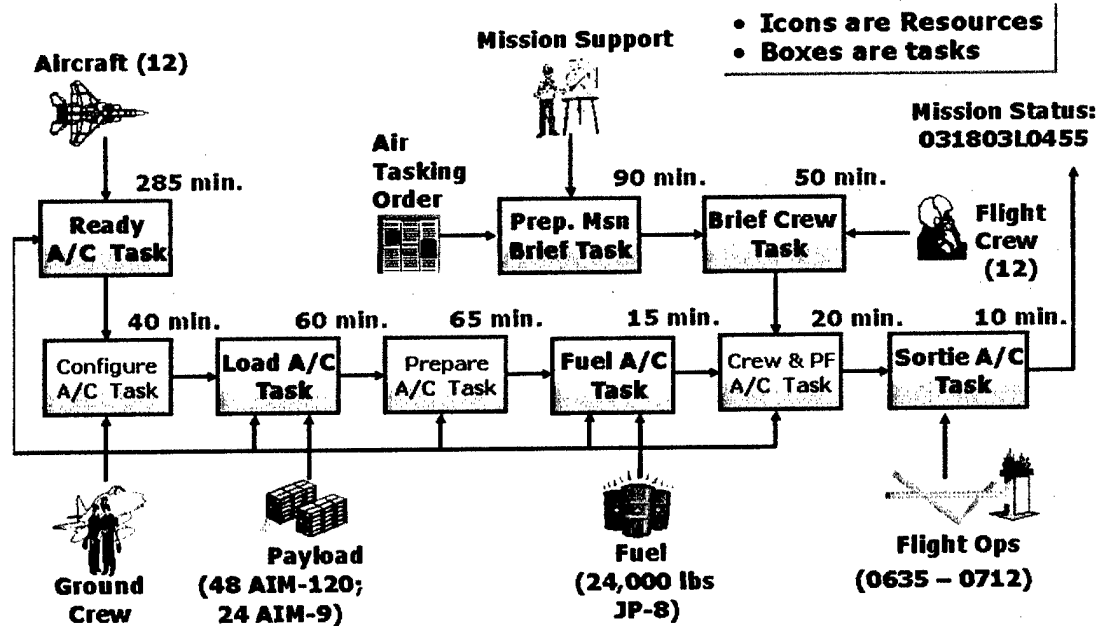 • Icons are Resources
• Boxes are tasks
Mission Support
Aircraft (12)
Mission Status:
031803L0455
Air
Tasking
Order
285 min.
90 min.
50 min.
Ready
A/C Task
Prep. Msn
Brief Task
Brief Crew
Task
Flight
Crew
(12)
40 min.
60 min.
65 min.
15 min.
20 min.
10 min.
Configure
A/C Task
Load A/C
Task
Prepare
A/C Task
Fuel A/C
Task
Crew & PF
A/C Task
Sortie A/C
Task
Ground
Crew
Payload
(48 AIM-120;
24 AIM-9)
Fuel
(24,000 lbs
JP-8)
Flight Ops
(0635 – 0712)